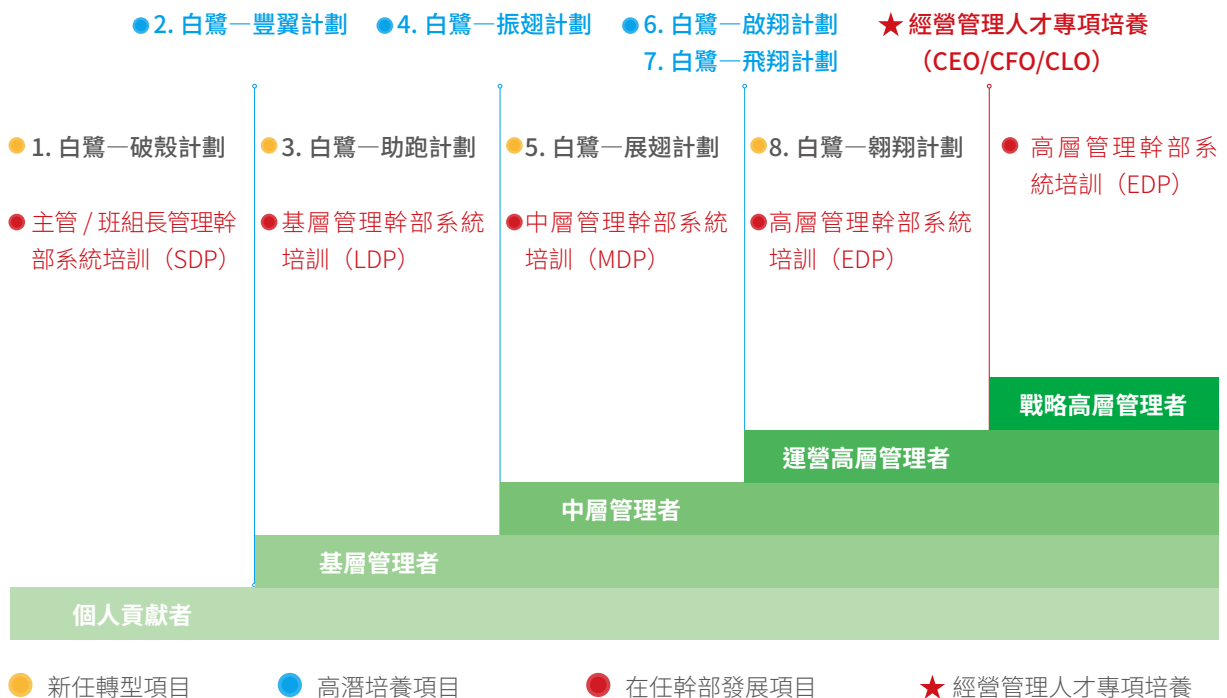 2. 白鷺—豐翼計劃
4. 白鷺—振翅計劃
6. 白鷺—啟翔計劃
7. 白鷺—飛翔計劃
★ 經營管理人才專項培養
（CEO/CFO/CLO）
1. 白鷺—破殼計劃
主管 / 班組長管理幹
部系統培訓（SDP）
3. 白鷺—助跑計劃
基層管理幹部系統
培訓（LDP）
5. 白鷺—展翅計劃
中層管理幹部系統
培訓（MDP）
8. 白鷺—翱翔計劃
高層管理幹部系統
培訓（EDP）
高層管理幹部系
統培訓（EDP）
戰略高層管理者
運營高層管理者
中層管理者
基層管理者
個人貢獻者
新任轉型項目
高潛培養項目
在任幹部發展項目
★ 經營管理人才專項培養